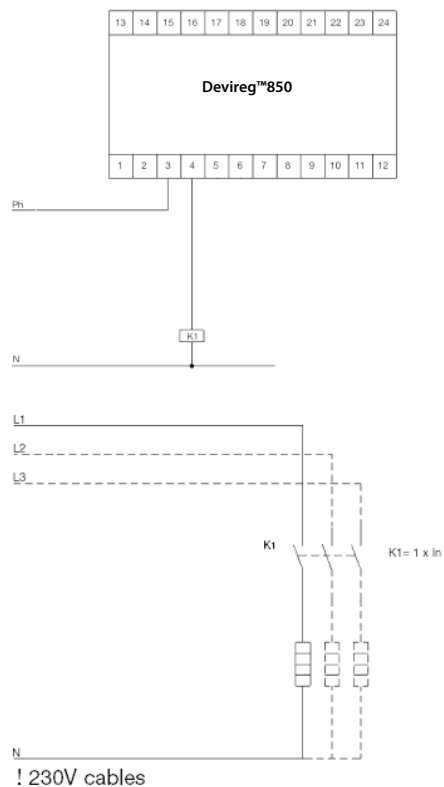 13 14 15 16 17 18 19 20 21 22 23 24
Devireg™850
1 2 3 4 5 6 7 8 9 10 11 12
Ph
K1
N
L1
L2
L3
K1
K1= 1 x In
N
! 230V cables